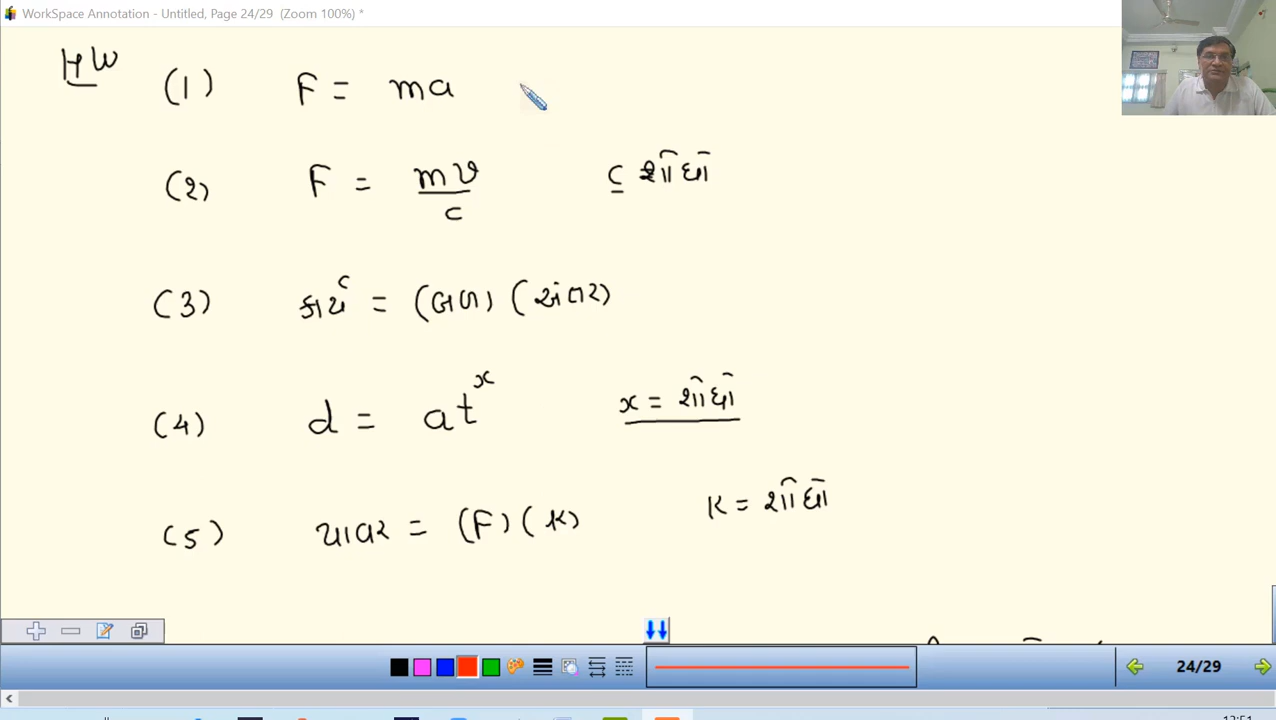 WorkSpace Annotation - Untitled, Page 24/29 (Zoom 100%) *
HW
(1) F = ma
(2) F = mv/c c શોધો
(3) કાર્ય = (બળ) (અંતર)
(4) d = at^x x = શોધો
(5) પાવર = (F) (K) K = શોધો
24/29